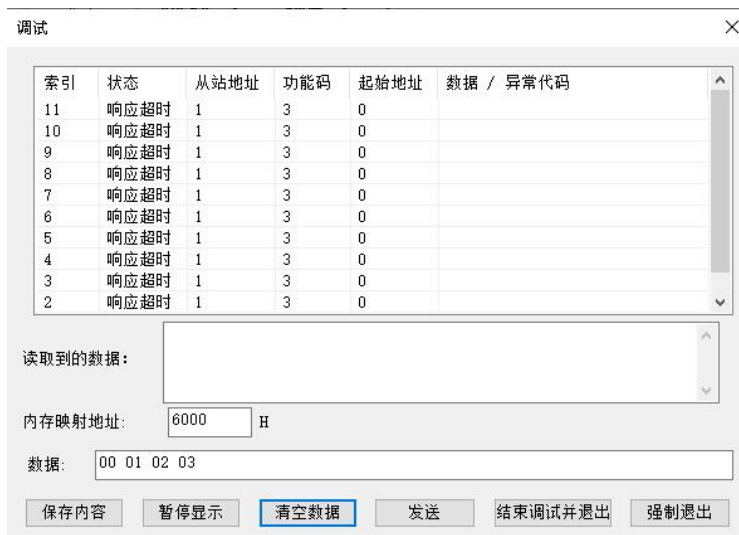 调试
索引 状态 从站地址 功能码 起始地址 数据 / 异常代码
11 响应超时 1 3 0
10 响应超时 1 3 0
9 响应超时 1 3 0
8 响应超时 1 3 0
7 响应超时 1 3 0
6 响应超时 1 3 0
5 响应超时 1 3 0
4 响应超时 1 3 0
3 响应超时 1 3 0
2 响应超时 1 3 0
读取到的数据:
内存映射地址: 6000 H
数据: 00 01 02 03
保存内容 暂停显示 清空数据 发送 结束调试并退出 强制退出